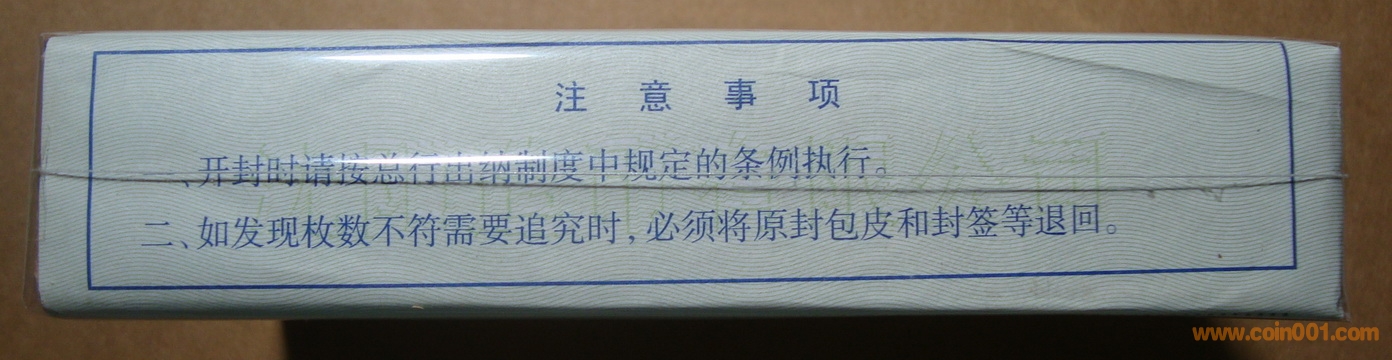 注意事项
一、开封时请按总行出纳制度中规定的条例执行。
二、如发现枚数不符需要追究时，必须将原封包皮和封签等退回。
www.coin001.com